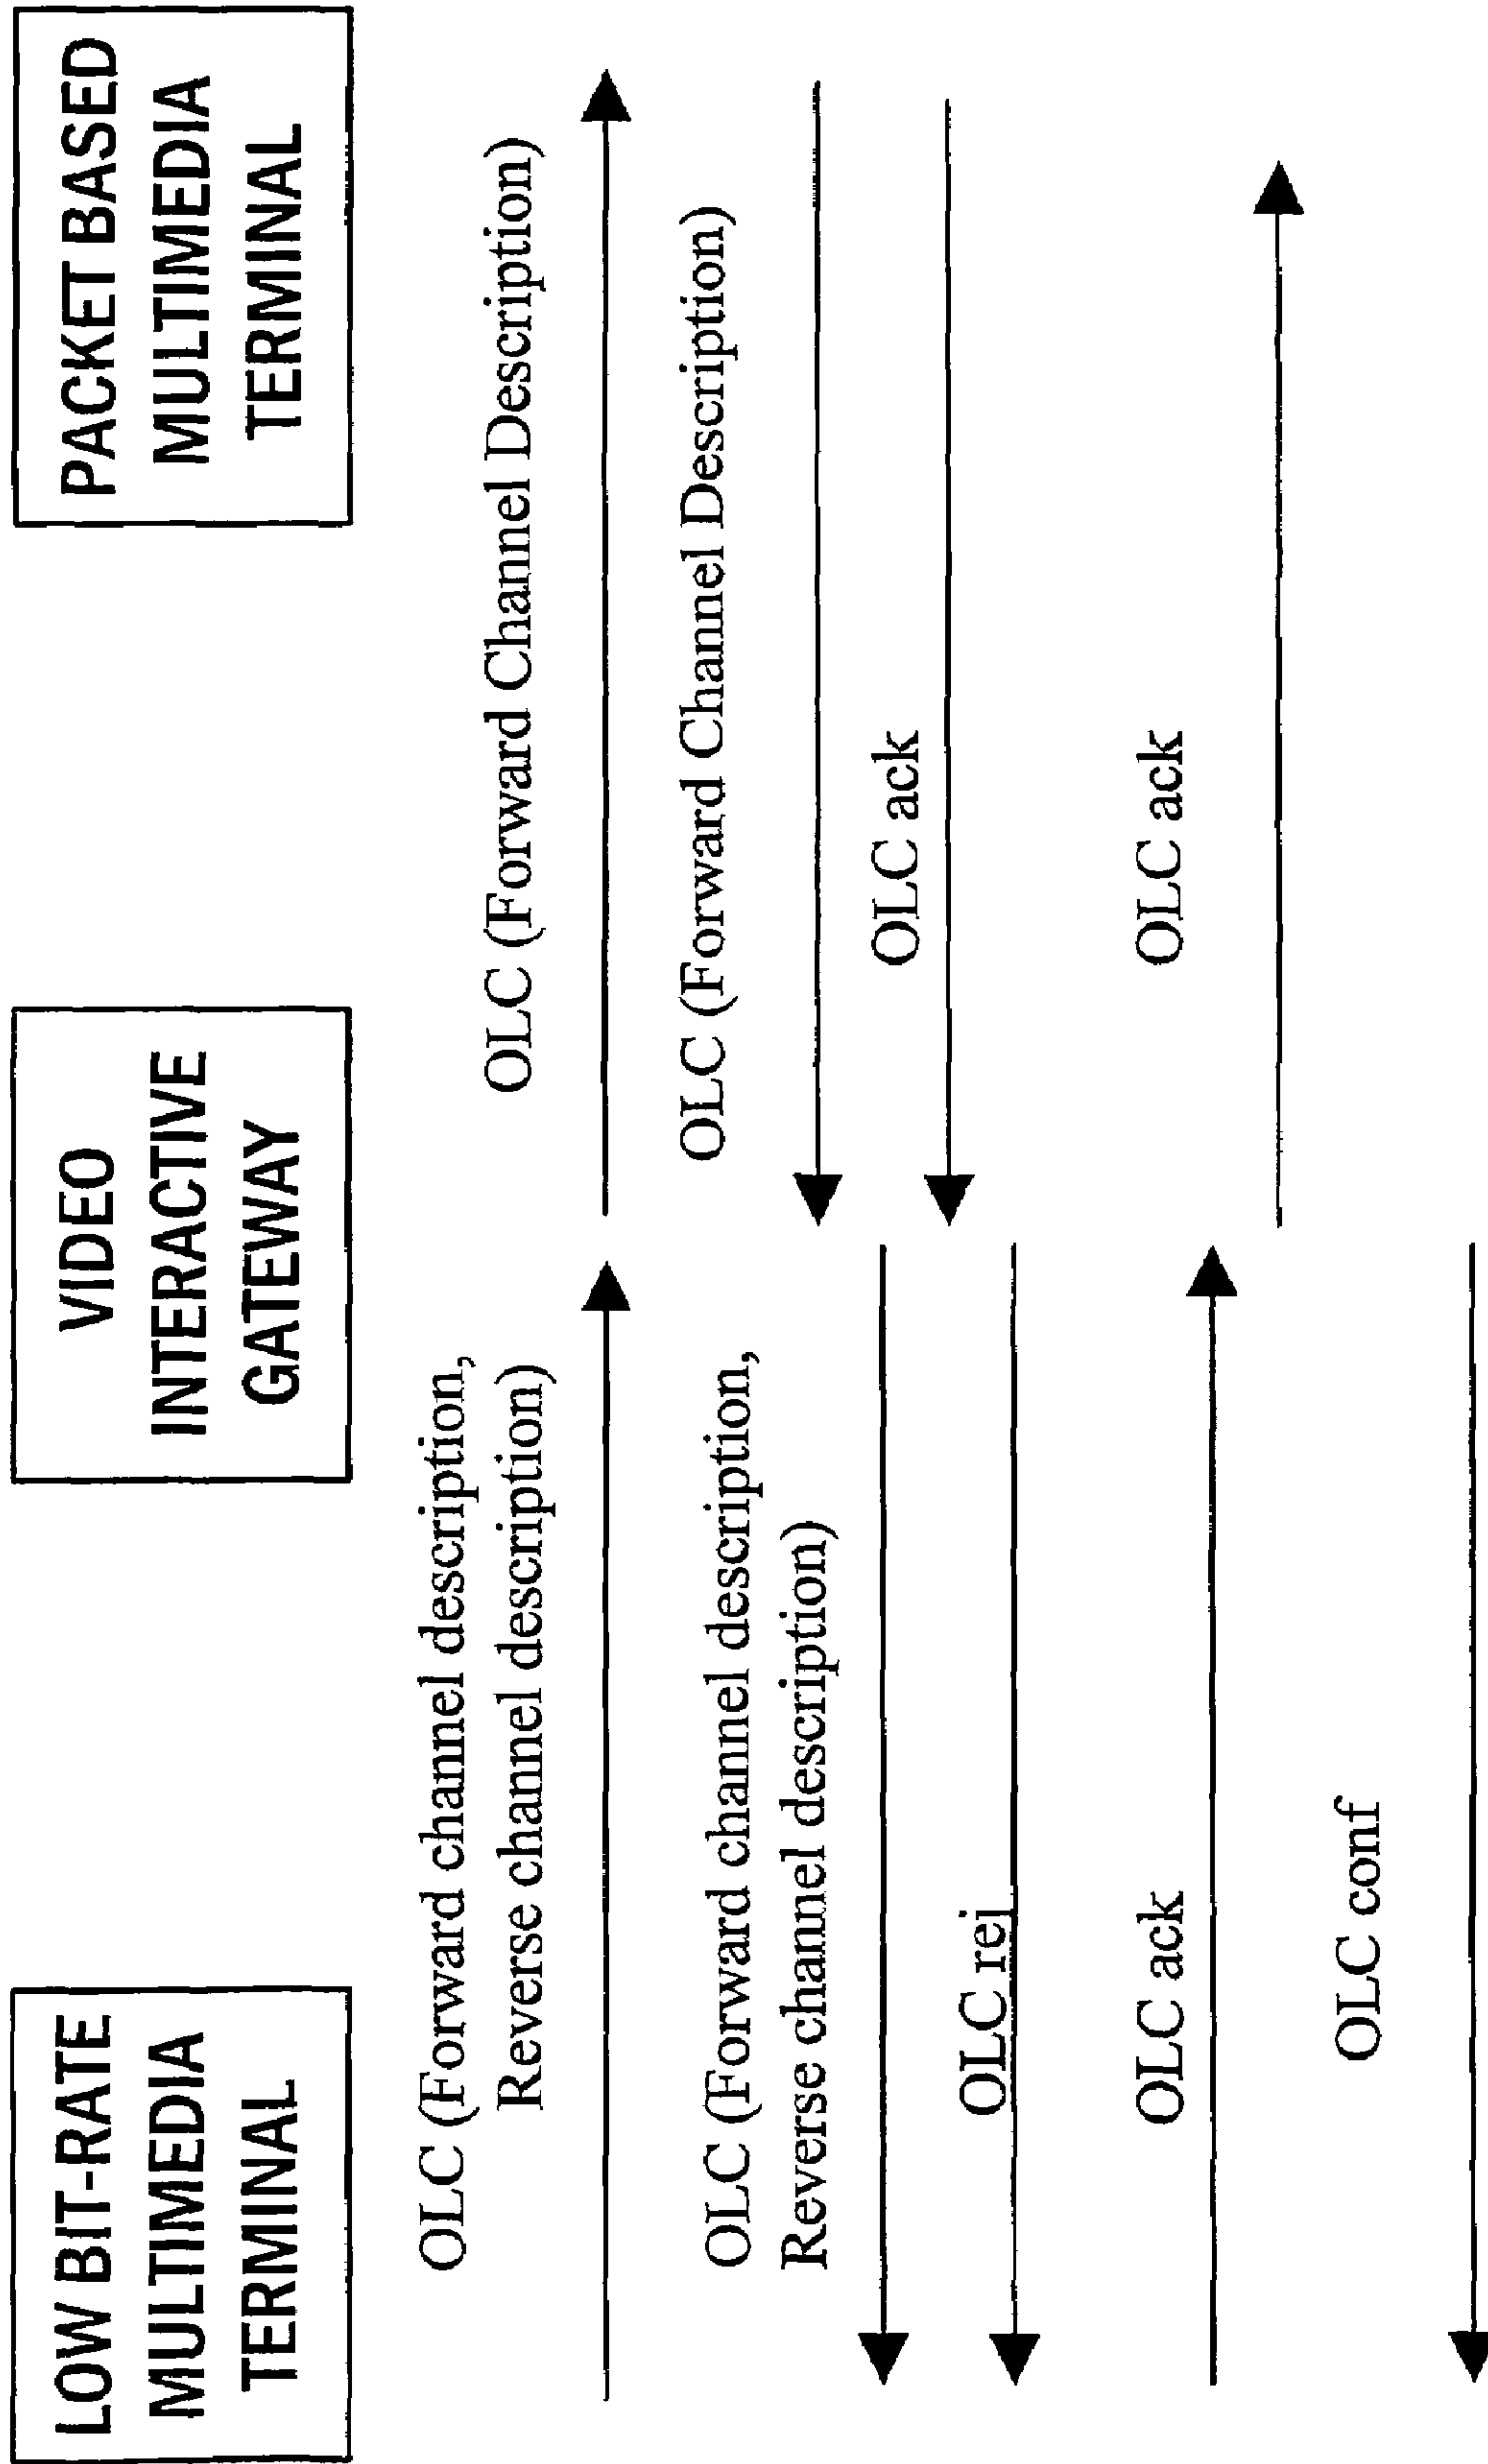 LOW BIT-RATE
MULTIMEDIA
TERMINAL
VIDEO
INTERACTIVE
GATEWAY
PACKET BASED
MULTIMEDIA
TERMINAL
OLC (Forward channel description,
Reverse channel description)
OLC (Forward Channel Description)
OLC (Forward Channel Description)
OLC (Forward channel description,
Reverse channel description)
OLC ack
OLC rej
OLC ack
OLC ack
OLC conf